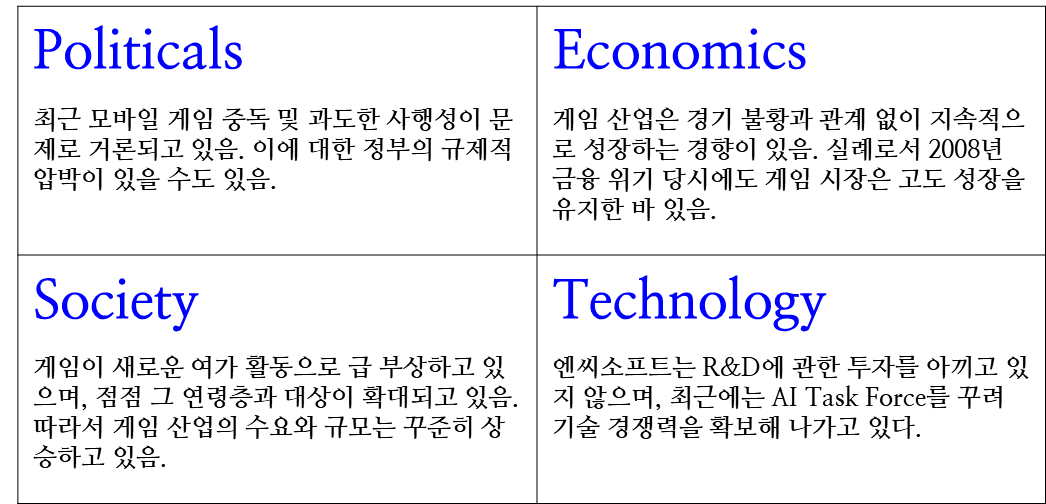 Politicals
최근 모바일 게임 중독 및 과도한 사행성이 문
제로 거론되고 있음. 이에 대한 정부의 규제적
압박이 있을 수도 있음.
Economics
게임 산업은 경기 불황과 관계 없이 지속적으
로 성장하는 경향이 있음. 실례로서 2008년
금융 위기 당시에도 게임 시장은 고도 성장을
유지한 바 있음.
Society
게임이 새로운 여가 활동으로 급 부상하고 있
으며, 점점 그 연령층과 대상이 확대되고 있음.
따라서 게임 산업의 수요와 규모는 꾸준히 상
승하고 있음.
Technology
엔씨소프트는 R&D에 관한 투자를 아끼고 있
지 않으며, 최근에는 AI Task Force를 꾸려
기술 경쟁력을 확보해 나가고 있다.